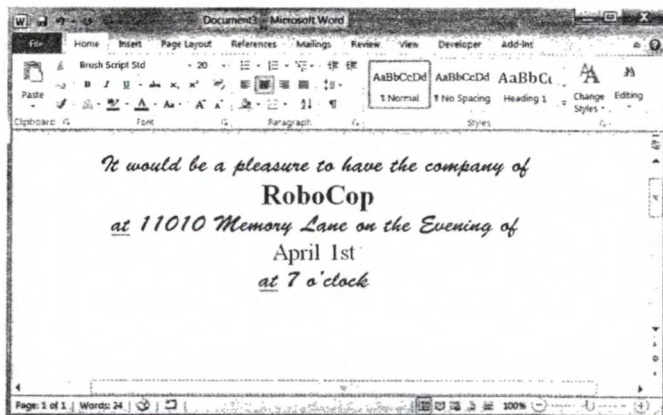 Document3 - Microsoft Word
File Home Insert Page Layout References Mailings Review View Developer Add-Ins
Brush Script Std 20
Paste
AaBbCcDd AaBbCcDd
¶ Normal ¶ No Spacing Heading 1
Change Styles
Editing
Clipboard Font Paragraph Styles
It would be a pleasure to have the company of
RoboCop
at 11010 Memory Lane on the Evening of
April 1st
at 7 o'clock
Page: 1 of 1 Words: 24 100%